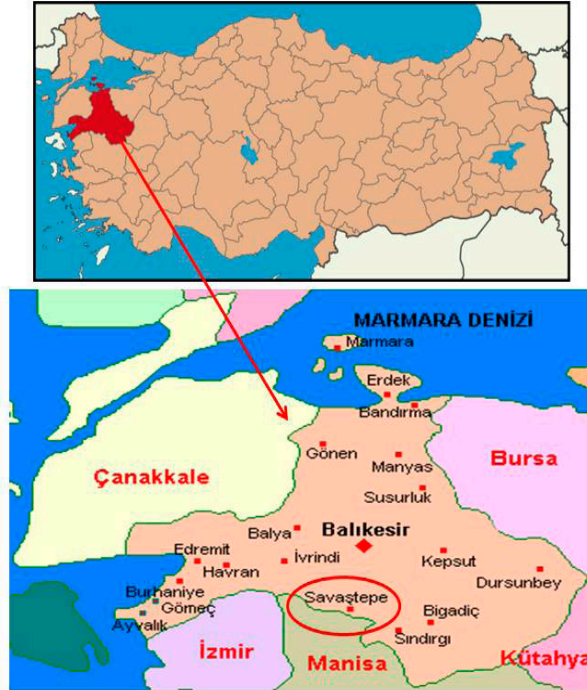 MARMARA DENİZİ
Marmara
Erdek
Bandırma
Gönen
Manyas
Bursa
Çanakkale
Susurluk
Balya
Balıkesir
Edremit
Havran
İvrindi
Kepsut
Dursunbey
Burhaniye
Gömeç
Ayvalık
Savaştepe
Bigadiç
Sındırgı
İzmir
Manisa
Kütahya